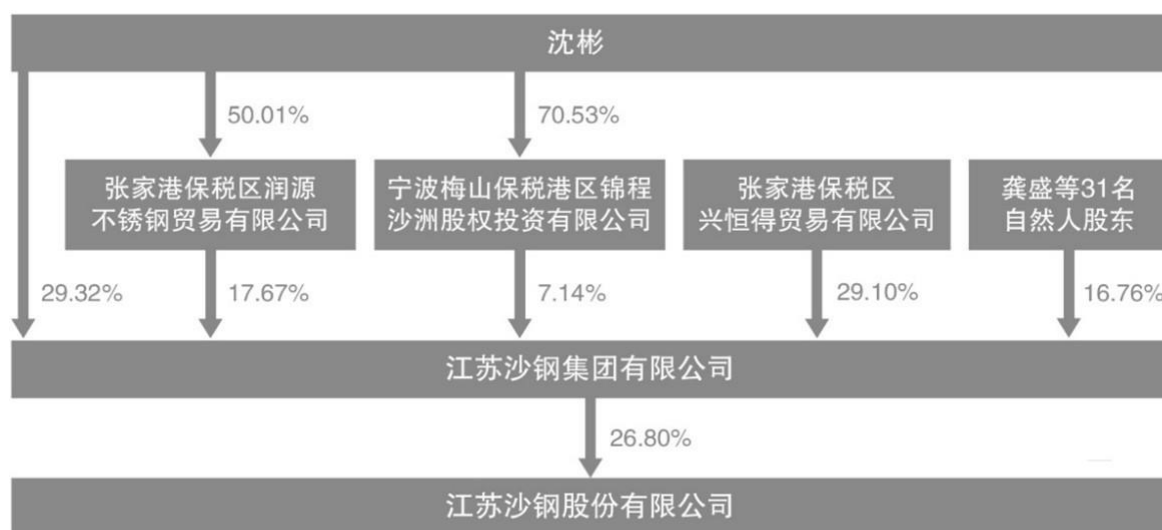 沈彬
50.01%
70.53%
张家港保税区润源
不锈钢贸易有限公司
宁波梅山保税港区锦程
沙洲股权投资有限公司
张家港保税区
兴恒得贸易有限公司
龚盛等31名
自然人股东
29.32%
17.67%
7.14%
29.10%
16.76%
江苏沙钢集团有限公司
26.80%
江苏沙钢股份有限公司